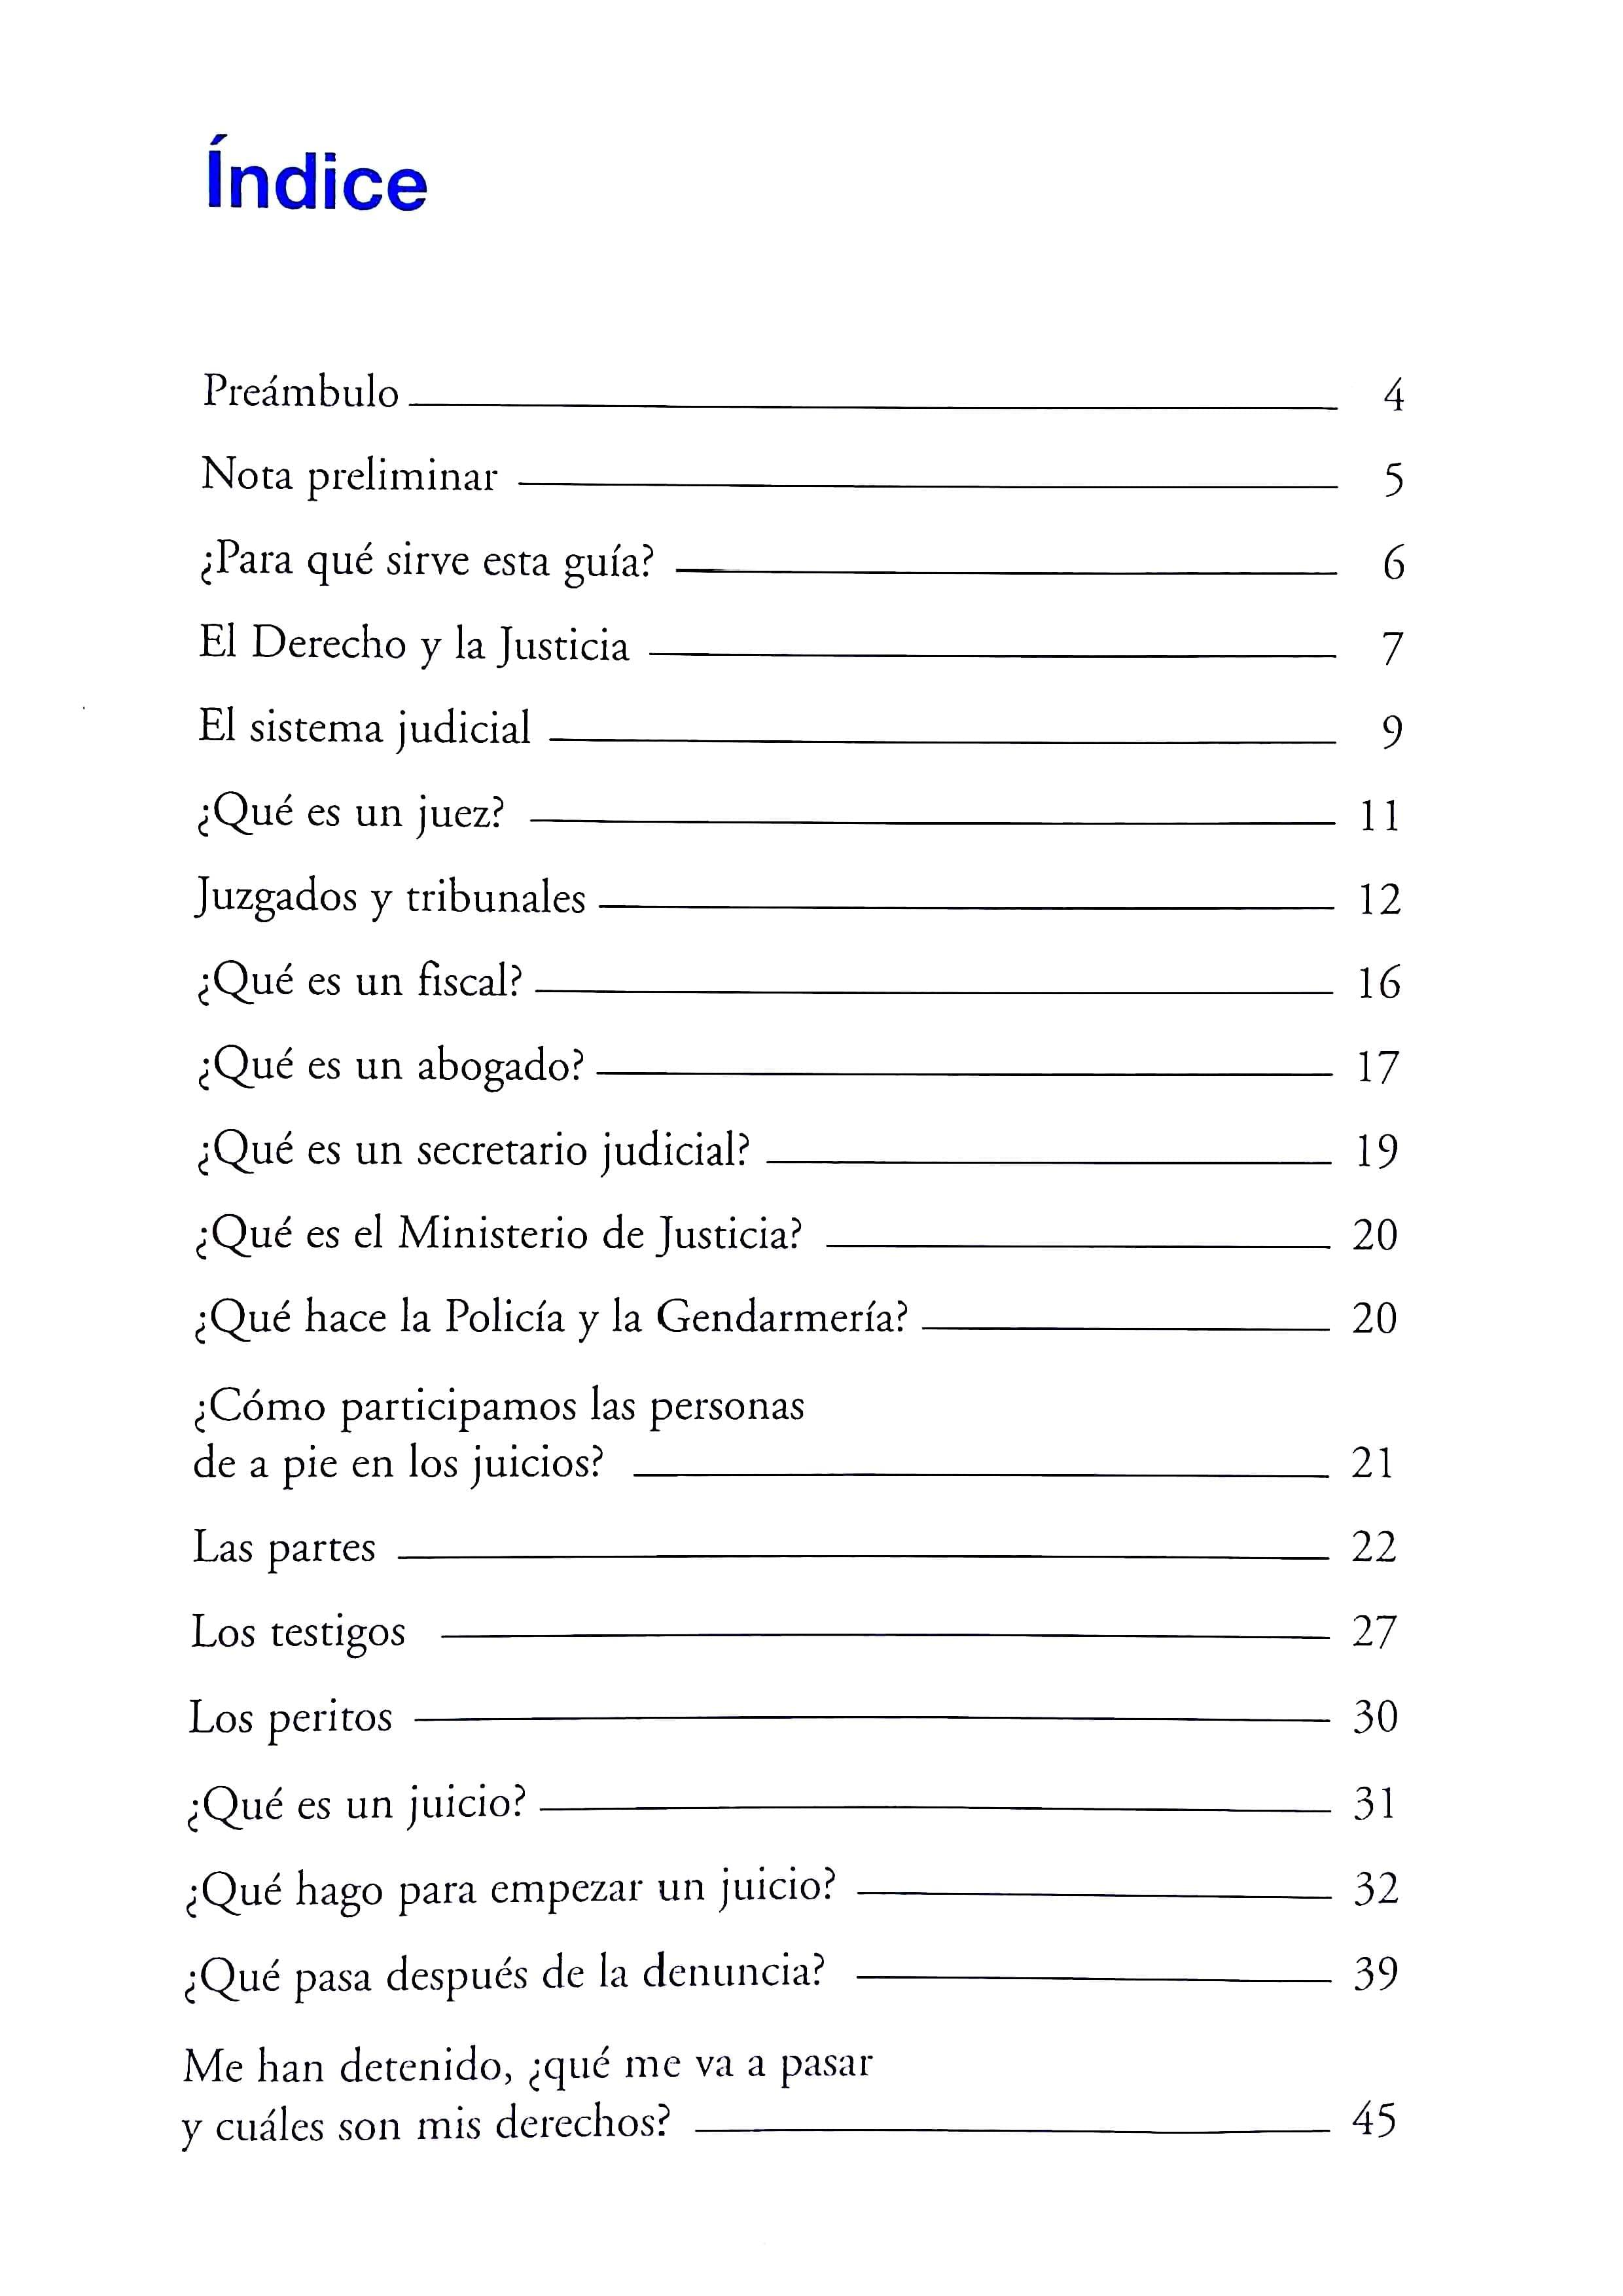 Índice
Preámbulo 4
Nota preliminar 5
¿Para qué sirve esta guía? 6
El Derecho y la Justicia 7
El sistema judicial 9
¿Qué es un juez? 11
Juzgados y tribunales 12
¿Qué es un fiscal? 16
¿Qué es un abogado? 17
¿Qué es un secretario judicial? 19
¿Qué es el Ministerio de Justicia? 20
¿Qué hace la Policía y la Gendarmería? 20
¿Cómo participamos las personas
de a pie en los juicios? 21
Las partes 22
Los testigos 27
Los peritos 30
¿Qué es un juicio? 31
¿Qué hago para empezar un juicio? 32
¿Qué pasa después de la denuncia? 39
Me han detenido, ¿qué me va a pasar
y cuáles son mis derechos? 45